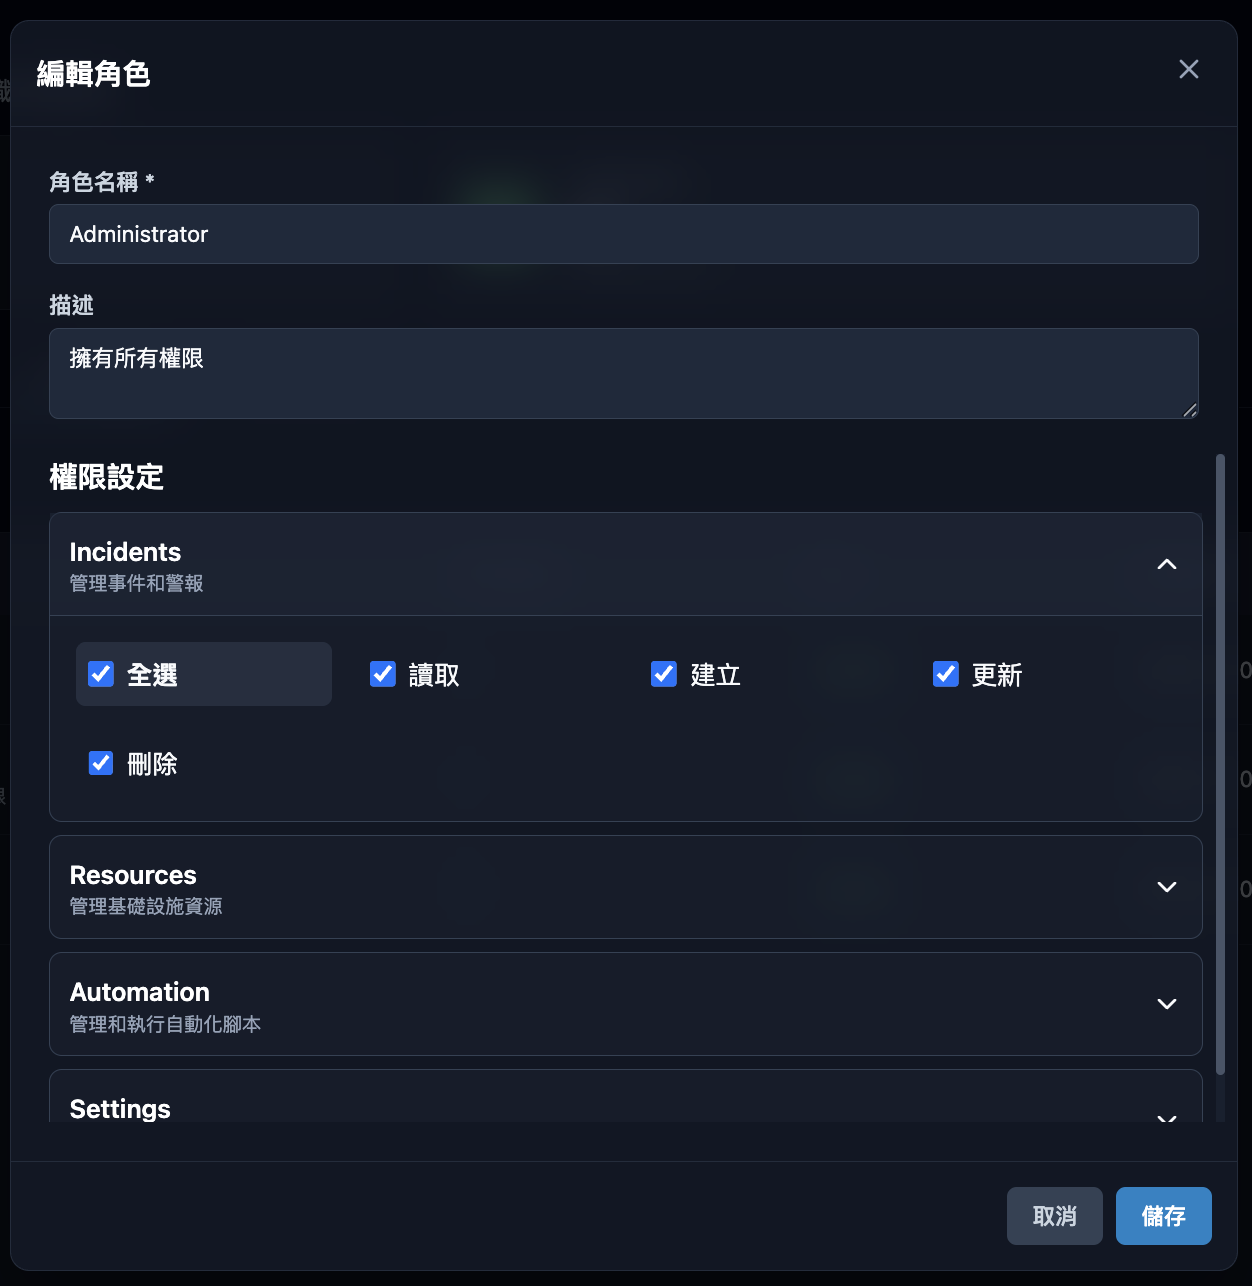 編輯角色
角色名稱 *
Administrator
描述
擁有所有權限
權限設定
Incidents
管理事件和警報
全選
讀取
建立
更新
刪除
Resources
管理基礎設施資源
Automation
管理和執行自動化腳本
Settings
取消
儲存